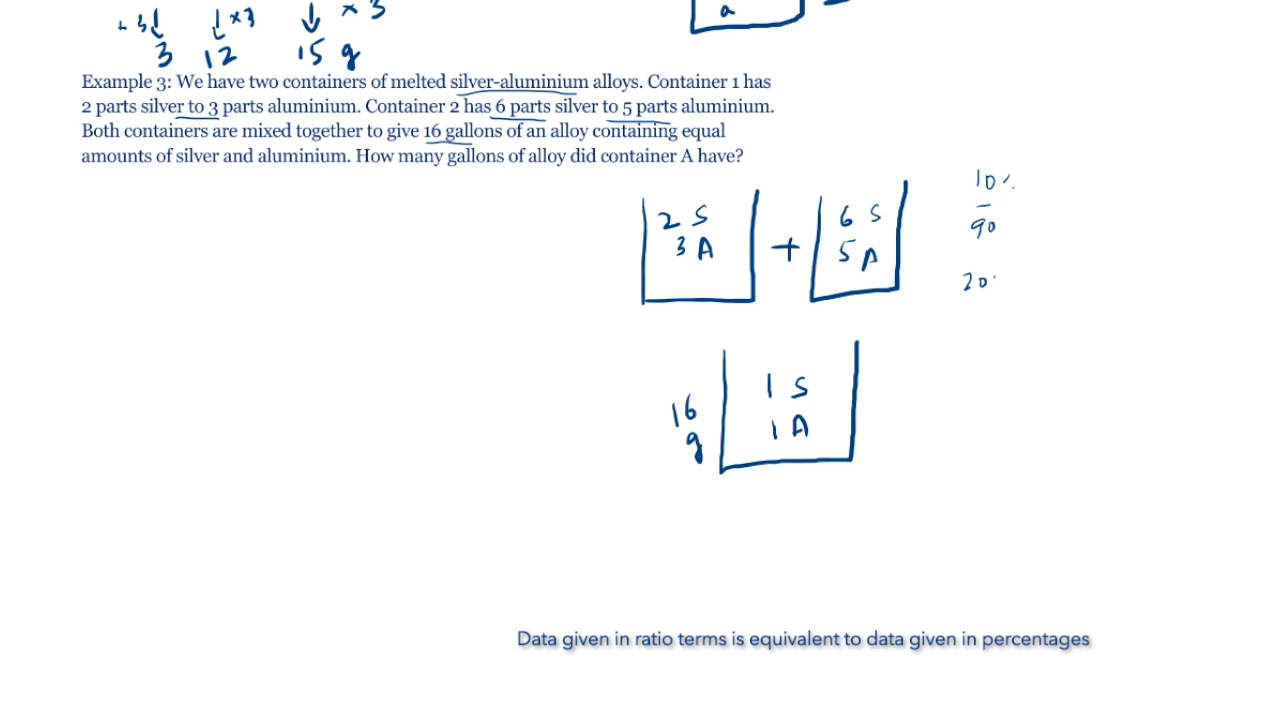 + 3 ×3 × 3
3 12 15 g
a
Example 3: We have two containers of melted silver-aluminium alloys. Container 1 has
2 parts silver to 3 parts aluminium. Container 2 has 6 parts silver to 5 parts aluminium.
Both containers are mixed together to give 16 gallons of an alloy containing equal
amounts of silver and aluminium. How many gallons of alloy did container A have?
2 S
3 A
+
6 S
5 A
10%
90
20
16
g
1 S
1 A
Data given in ratio terms is equivalent to data given in percentages